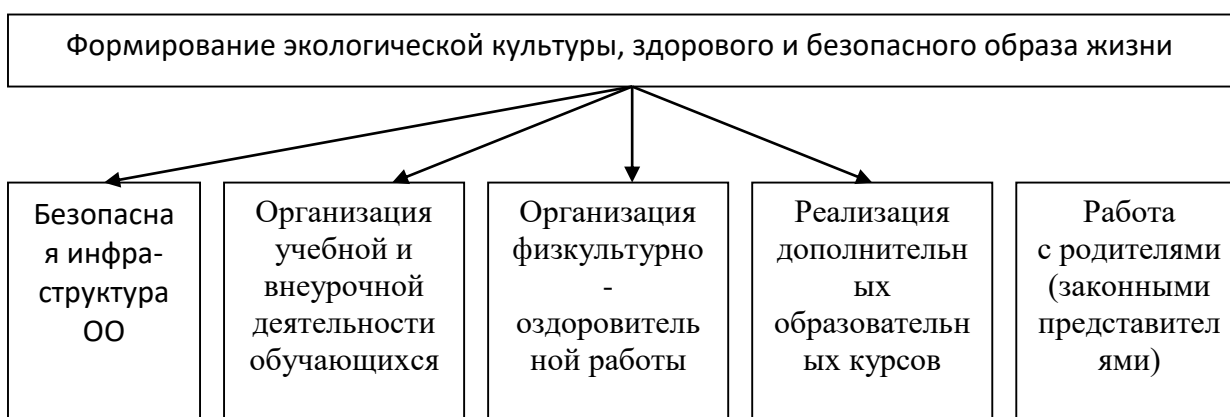 Формирование экологической культуры, здорового и безопасного образа жизни
Безопасна
я инфра-
структура
ОО
Организация
учебной и
внеурочной
деятельности
обучающихся
Организация
физкультурно
-
оздоровитель
ной работы
Реализация
дополнительн
ых
образовательн
ых курсов
Работа
с родителями
(законными
представител
ями)